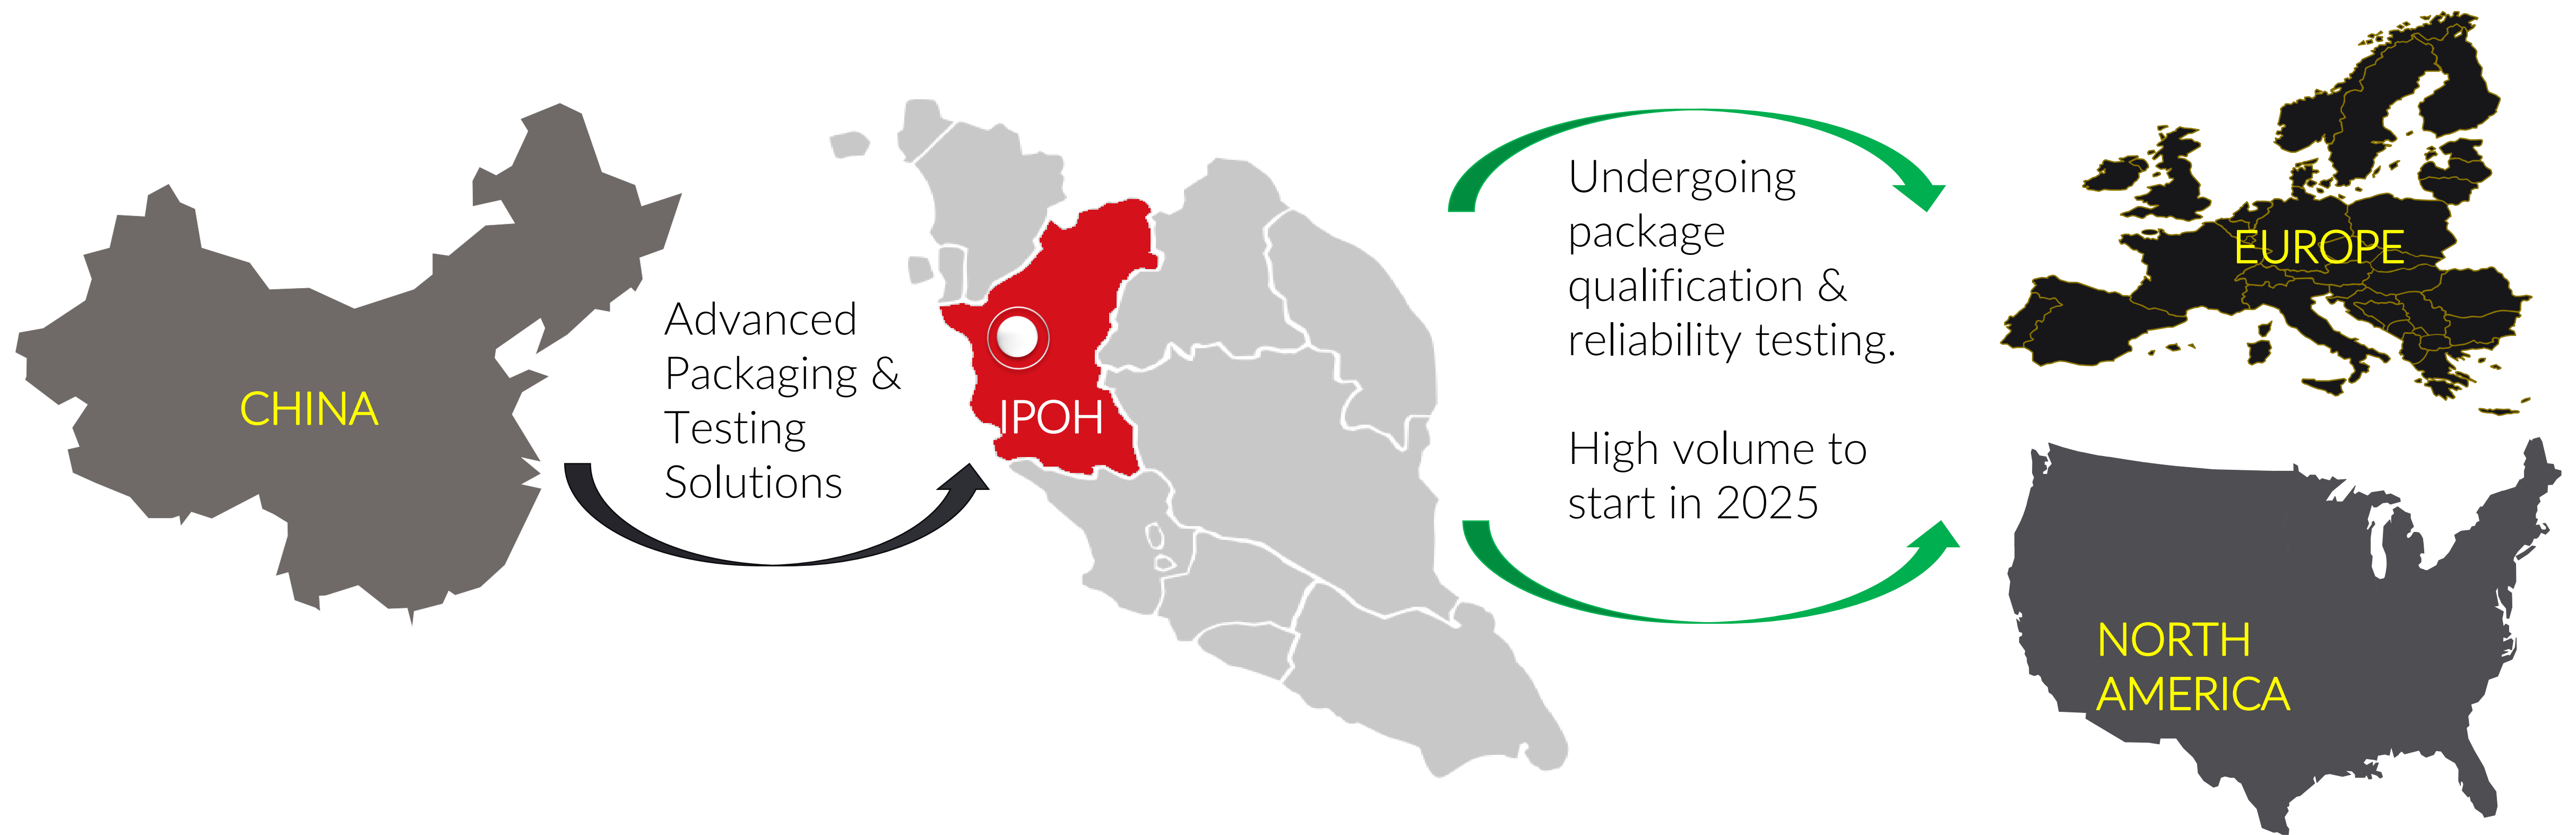 CHINA
Advanced
Packaging &
Testing
Solutions
IPOH
Undergoing
package
qualification &
reliability testing.
High volume to
start in 2025
EUROPE
NORTH
AMERICA